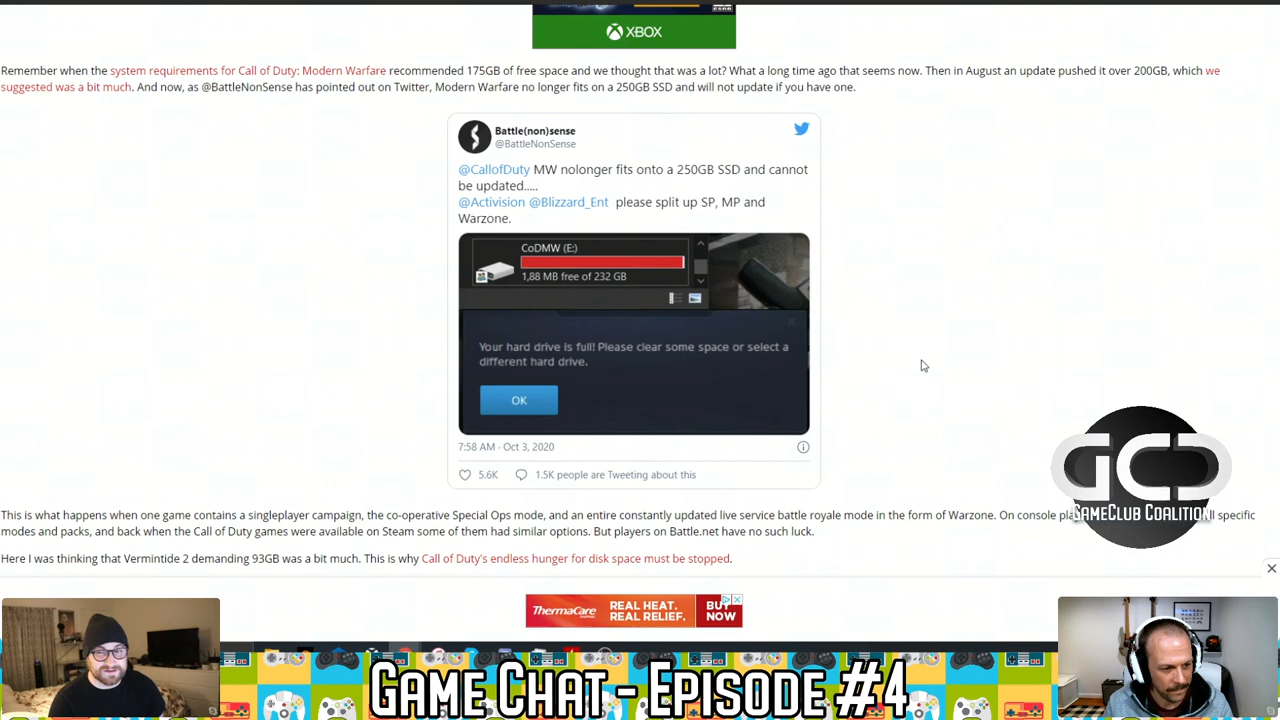 XBOX
Remember when the system requirements for Call of Duty: Modern Warfare recommended 175GB of free space and we thought that was a lot? What a long time ago that seems now. Then in August an update pushed it over 200GB, which we
suggested was a bit much. And now, as @BattleNonSense has pointed out on Twitter, Modern Warfare no longer fits on a 250GB SSD and will not update if you have one.
Battle(non)sense
@BattleNonSense
@CallofDuty MW nolonger fits onto a 250GB SSD and cannot
be updated.....
@Activision @Blizzard_Ent please split up SP, MP and
Warzone.
CoDMW (E:)
1,88 MB free of 232 GB
Your hard drive is full! Please clear some space or select a
different hard drive.
OK
7:58 AM · Oct 3, 2020
5.6K 1.5K people are Tweeting about this
GCC
GAMECLUB COALITION
This is what happens when one game contains a singleplayer campaign, the co-operative Special Ops mode, and an entire constantly updated live service battle royale mode in the form of Warzone. On console specific
modes and packs, and back when the Call of Duty games were available on Steam some of them had similar options. But players on Battle.net have no such luck.
Here I was thinking that Vermintide 2 demanding 93GB was a bit much. This is why Call of Duty's endless hunger for disk space must be stopped.
THERMACARE REAL HEAT. REAL RELIEF. BUY NOW
GAME CHAT - EPISODE #4